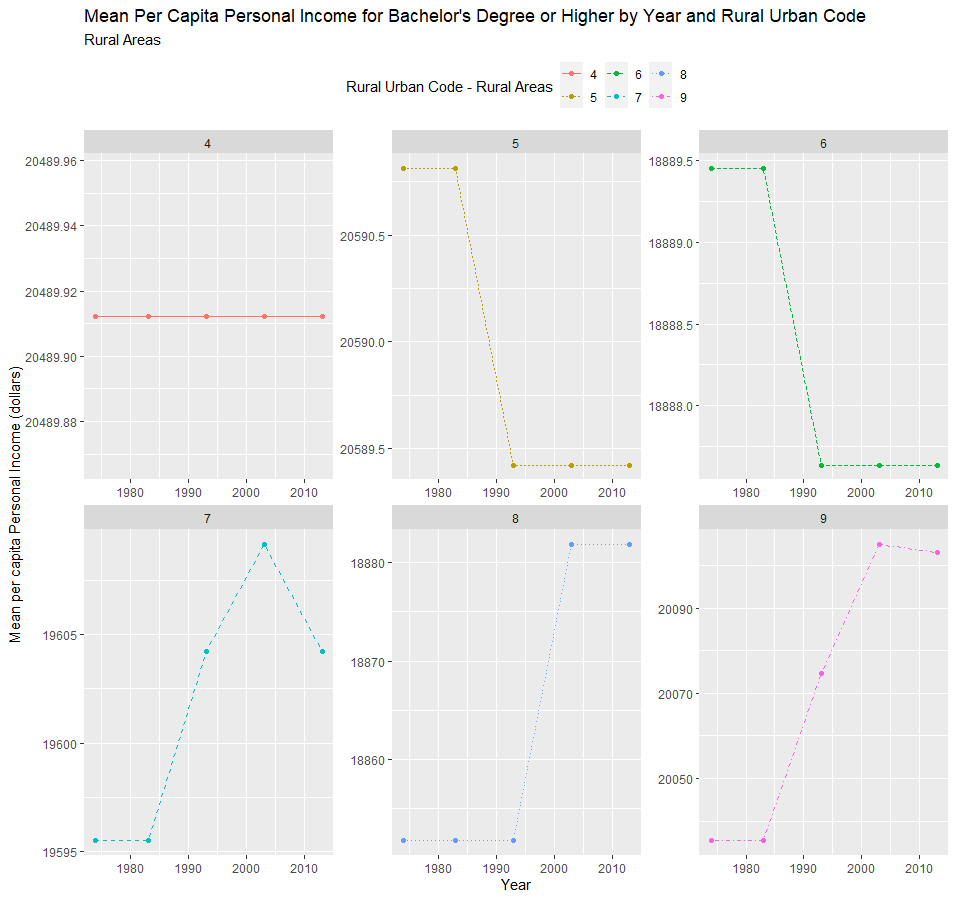 Mean Per Capita Personal Income for Bachelor's Degree or Higher by Year and Rural Urban Code
Rural Areas
Rural Urban Code - Rural Areas
4 6 8
5 7 9
4
20489.96
20489.94
20489.92
20489.90
20489.88
1980 1990 2000 2010
5
20590.5
20590.0
20589.5
1980 1990 2000 2010
6
18889.5
18889.0
18888.5
18888.0
1980 1990 2000 2010
7
19605
19600
19595
1980 1990 2000 2010
8
18880
18870
18860
1980 1990 2000 2010
9
20090
20070
20050
1980 1990 2000 2010
Mean per capita Personal Income (dollars)
Year